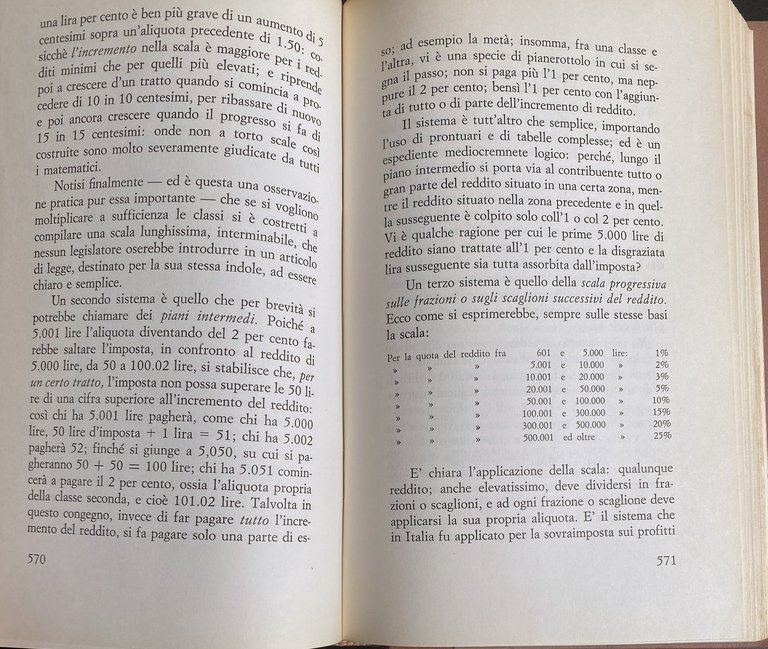 una lira per cento è ben più grave di un aumento di 5
centesimi sopra un'aliquota precedente di 1.50: co-
sicchè l'incremento nella scala è maggiore per i red-
diti minimi che per quelli più elevati; e riprende
poi a crescere d'un tratto quando si comincia a pro-
cedere di 10 in 10 centesimi, per ribassare di nuovo
e poi ancora crescere quando il progresso si fa di
15 in 15 centesimi: onde non a torto scale così
costruite sono molto severamente giudicate da tutti
i matematici.
Notisi finalmente — ed è questa una osservazio-
ne pratica pur essa importante — che se si vogliono
moltiplicare a sufficienza le classi si è costretti a
compilare una scala lunghissima, interminabile, che
nessun legislatore oserebbe introdurre in un articolo
di legge, destinato per la sua stessa indole, ad essere
chiaro e semplice.
Un secondo sistema è quello che per brevità si
potrebbe chiamare dei piani intermedi. Poiché a
5.001 lire l'aliquota diventando del 2 per cento fa-
rebbe saltare l'imposta, in confronto al reddito di
5.000 lire, da 50 a 100.02 lire, si stabilisce che, per
un certo tratto, l'imposta non possa superare le 50 li-
re di una cifra superiore all'incremento del reddito:
così chi ha 5.001 lire pagherà, come chi ha 5.000
lire, 50 lire d'imposta + 1 lira = 51; chi ha 5.002
pagherà 52; finché si giunge a 5,050, su cui si pa-
gheranno 50 + 50 = 100 lire; chi ha 5.051 comin-
cerà a pagare il 2 per cento, ossia l'aliquota propria
della classe seconda, e cioè 101.02 lire. Talvolta in
questo congegno, invece di far pagare tutto l'incre-
mento del reddito, si fa pagare solo una parte di es-
570
so; ad esempio la metà; insomma, fra una classe e
l'altra, vi è una specie di pianerottolo in cui si se-
gna il passo; non si paga più l'1 per cento, ma nep-
pure il 2 per cento; bensì l'1 per cento con l'aggiun-
ta di tutto o di parte dell'incremento di reddito.
Il sistema è tutt'altro che semplice, importando
l'uso di prontuari e di tabelle complesse; ed è un
espediente mediocremnete logico: perché, lungo il
piano intermedio si porta via al contribuente tutto o
gran parte del reddito situato in una certa zona, men-
tre il reddito situato nella zona precedente e in quel-
la susseguente è colpito solo coll'1 o col 2 per cento.
Vi è qualche ragione per cui le prime 5.000 lire di
reddito siano trattate all'1 per cento e la disgraziata
lira susseguente sia tutta assorbita dall'imposta?
Un terzo sistema è quello della scala progressiva
sulle frazioni o sugli scaglioni successivi del reddito.
Ecco come si esprimerebbe, sempre sulle stesse basi
la scala:
Per la quota del reddito fra 601 e 5.000 lire: 1%
» » » 5.001 e 10.000 » 2%
» » » 10.001 e 20.000 » 3%
» » » 20.001 e 50.000 » 5%
» » » 50.001 e 100.000 » 10%
» » » 100.001 e 300.000 » 15%
» » » 300.001 e 500.000 » 20%
» » » 500.001 ed oltre » 25%
E' chiara l'applicazione della scala: qualunque
reddito; anche elevatissimo, deve dividersi in fra-
zioni o scaglioni, e ad ogni frazione o scaglione deve
applicarsi la sua propria aliquota. E' il sistema che
in Italia fu applicato per la sovraimposta sui profitti
571